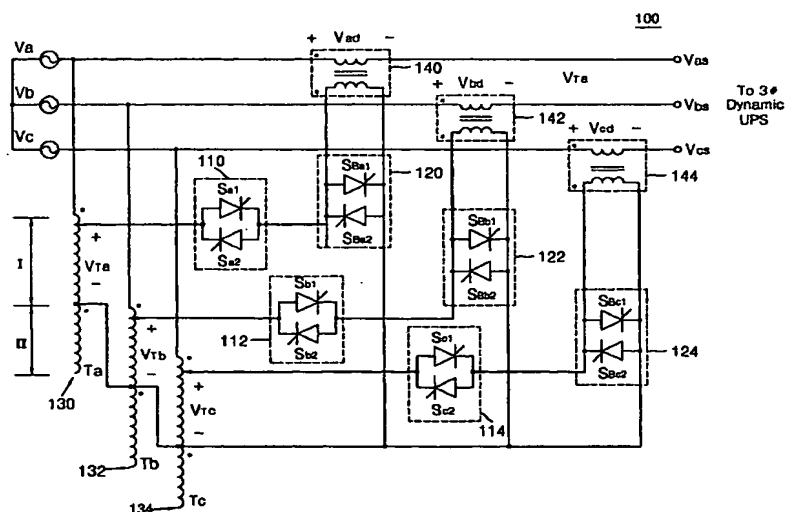 100
+ Vad −
Va
140
Vas
Vbd
+ −
VTa
Vb
Vbs
To 3ø
Dynamic
UPS
142
Vcd
+ −
Vc
Vcs
110
120
144
Sa1
SBa1
Sa2
SBa2
122
I
+
VTa
−
Sb1
SBb1
SBb2
+
VTb
−
112
Sb2
SBc1
II
Sc1
124
SBc2
Ta
130
+
VTc
−
Sc2
114
132
Tb
134
Tc